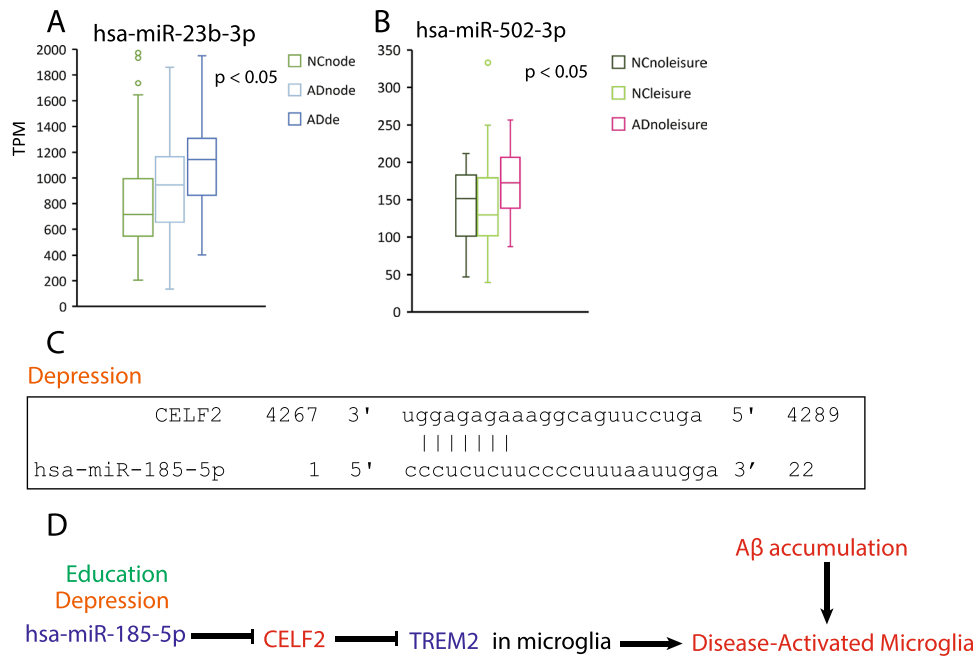 A
hsa-miR-23b-3p
p < 0.05
TPM
2000
1800
1600
1400
1200
1000
800
600
400
200
0
NCnode
ADnode
ADde
B
hsa-miR-502-3p
p < 0.05
350
300
250
200
150
100
50
0
NCnoleisure
NCleisure
ADnoleisure
C
Depression
CELF2 4267 3' uggagagaaaggcaguuccuga 5' 4289
| | | | | | |
hsa-miR-185-5p 1 5' cccucucuuccccuuuaauugga 3' 22
D
Aβ accumulation
Education
Depression
hsa-miR-185-5p CELF2 TREM2 in microglia Disease-Activated Microglia